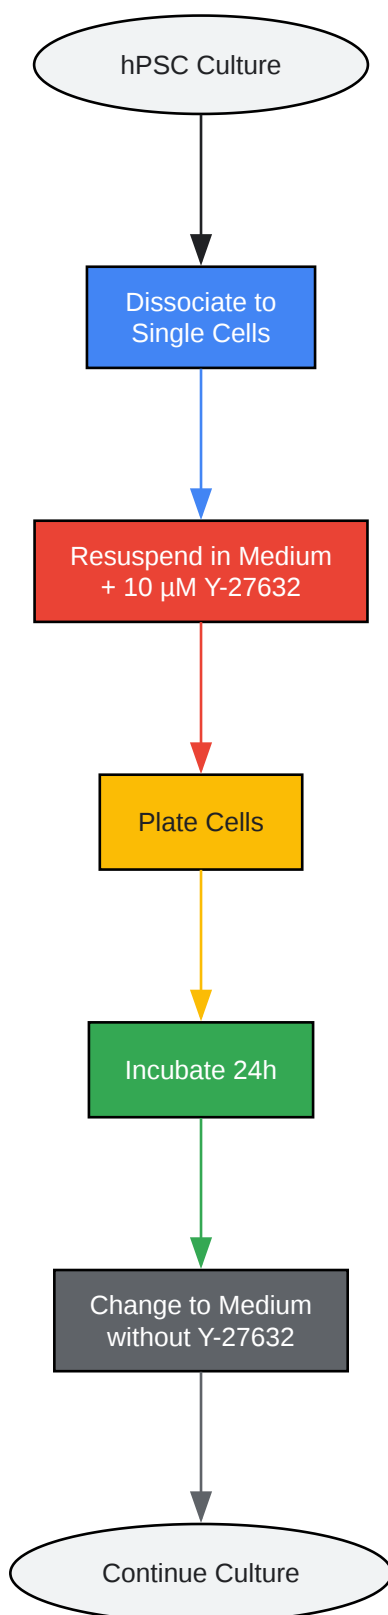 hPSC Culture
Dissociate to
Single Cells
Resuspend in Medium
+ 10 µM Y-27632
Plate Cells
Incubate 24h
Change to Medium
without Y-27632
Continue Culture